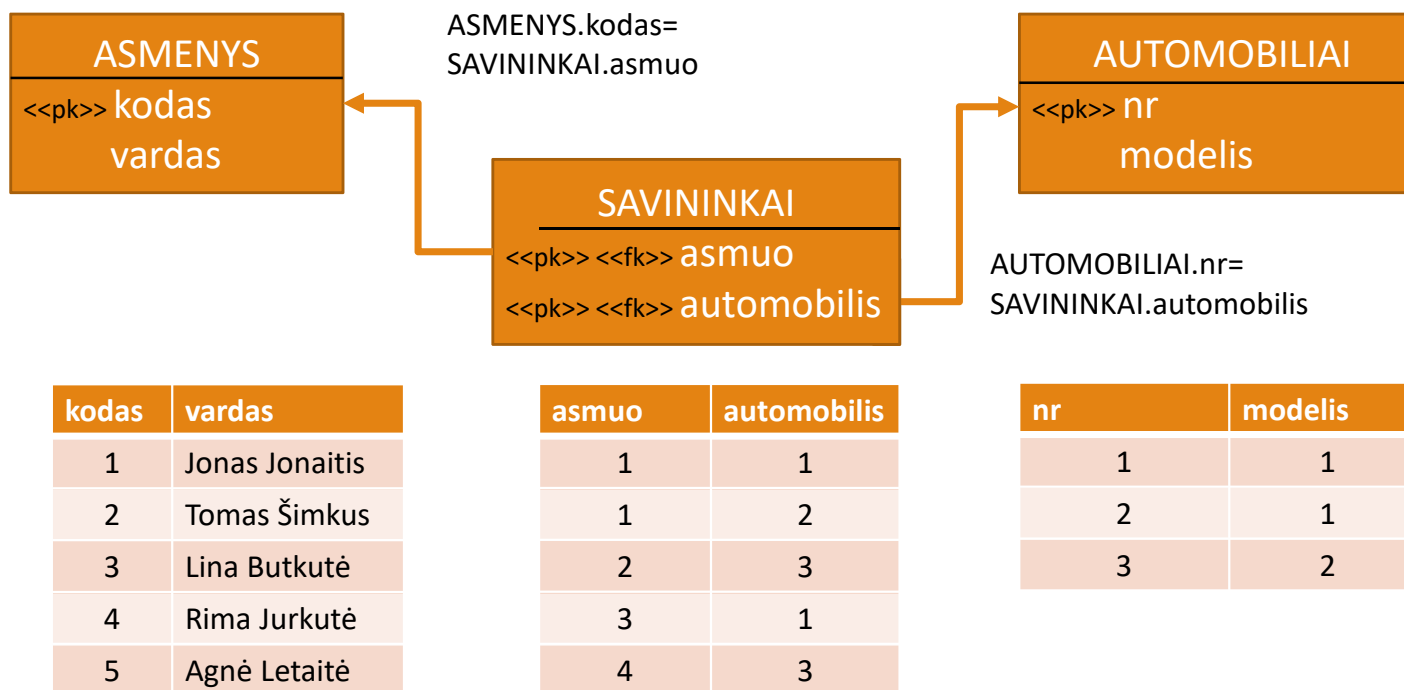 ASMENYS
<<pk>> kodas
vardas
ASMENYS.kodas=
SAVININKAI.asmuo
AUTOMOBILIAI
<<pk>> nr
modelis
SAVININKAI
<<pk>> <<fk>> asmuo
<<pk>> <<fk>> automobilis
AUTOMOBILIAI.nr=
SAVININKAI.automobilis
kodas vardas
1 Jonas Jonaitis
2 Tomas Šimkus
3 Lina Butkutė
4 Rima Jurkutė
5 Agnė Letaitė
asmuo automobilis
1 1
1 2
2 3
3 1
4 3
nr modelis
1 1
2 1
3 2